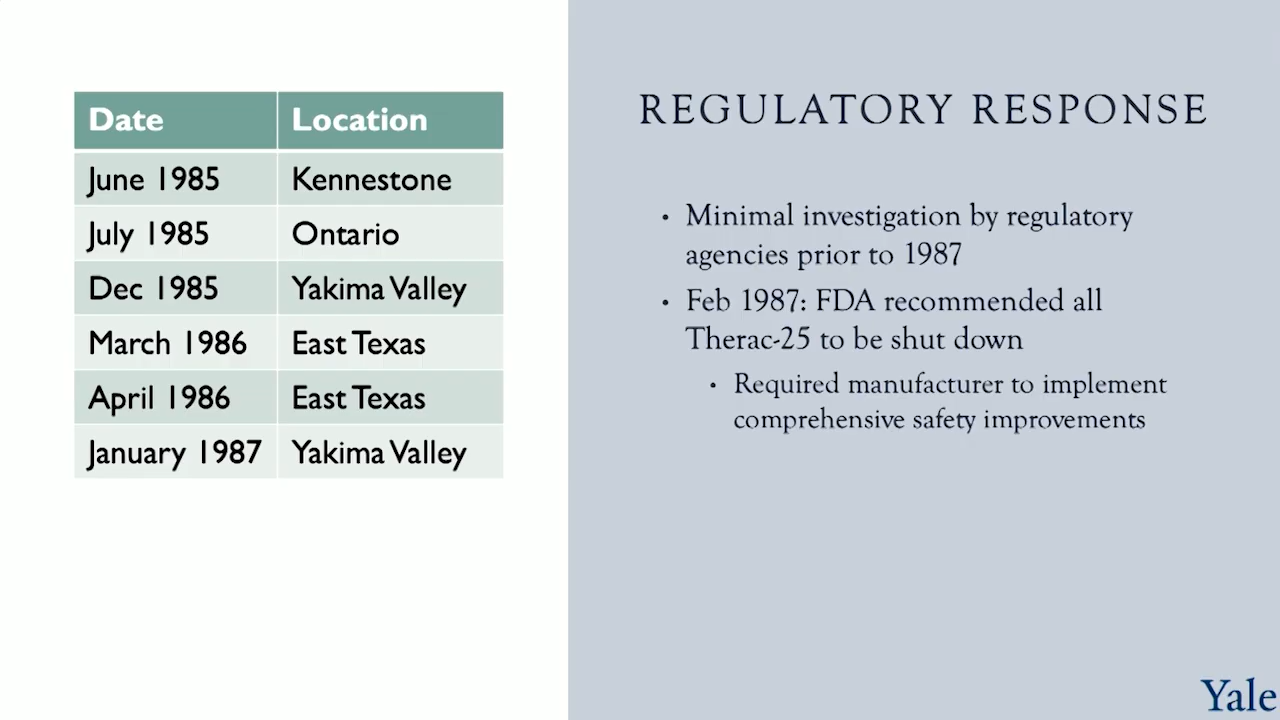 Date Location
June 1985 Kennestone
July 1985 Ontario
Dec 1985 Yakima Valley
March 1986 East Texas
April 1986 East Texas
January 1987 Yakima Valley
REGULATORY RESPONSE
• Minimal investigation by regulatory
agencies prior to 1987
• Feb 1987: FDA recommended all
Therac-25 to be shut down
• Required manufacturer to implement
comprehensive safety improvements
Yale